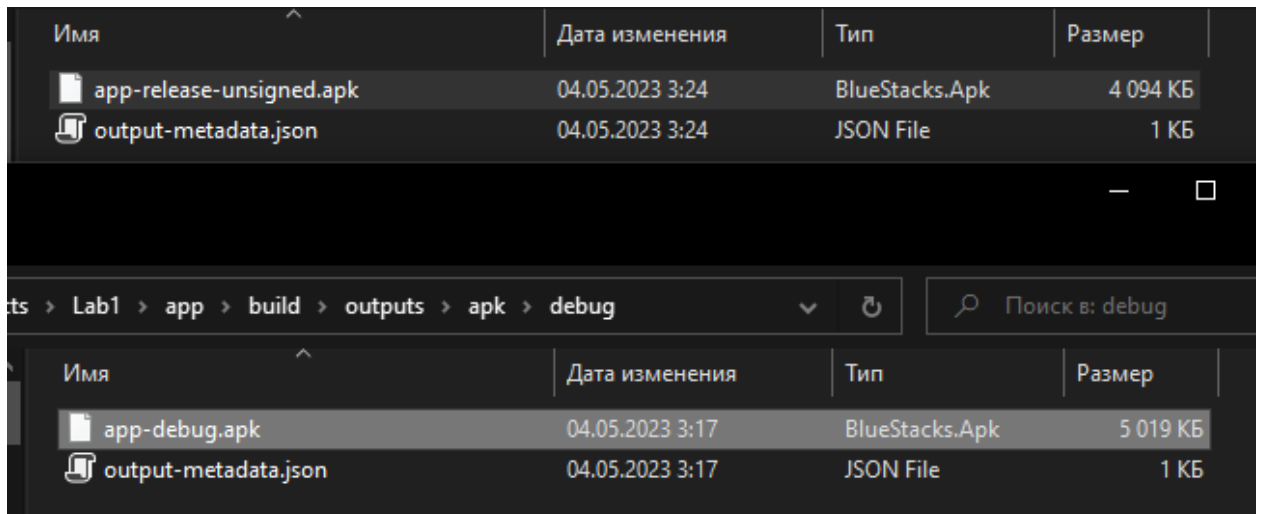 Имя Дата изменения Тип Размер
app-release-unsigned.apk 04.05.2023 3:24 BlueStacks.Apk 4 094 КБ
output-metadata.json 04.05.2023 3:24 JSON File 1 КБ
cts > Lab1 > app > build > outputs > apk > debug Поиск в: debug
Имя Дата изменения Тип Размер
app-debug.apk 04.05.2023 3:17 BlueStacks.Apk 5 019 КБ
output-metadata.json 04.05.2023 3:17 JSON File 1 КБ